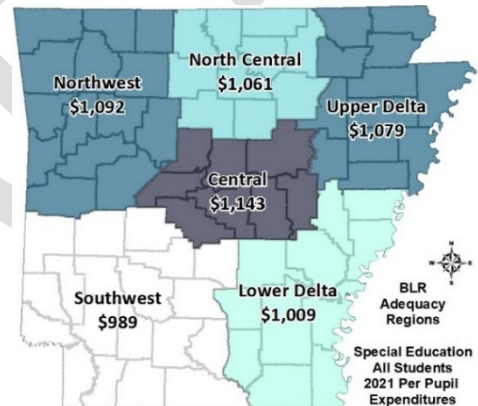 North Central
$1,061
Northwest
$1,092
Upper Delta
$1,079
Central
$1,143
Southwest
$989
Lower Delta
$1,009
N
W
E
S
BLR
Adequacy
Regions
Special Education
All Students
2021 Per Pupil
Expenditures